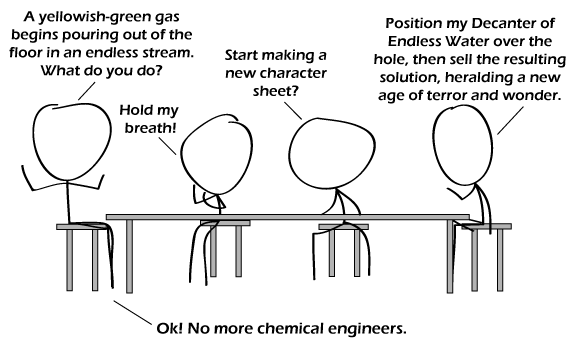 A yellowish-green gas
begins pouring out of the
floor in an endless stream.
What do you do?
Hold my
breath!
Start making a
new character
sheet?
Position my Decanter of
Endless Water over the
hole, then sell the resulting
solution, heralding a new
age of terror and wonder.
Ok! No more chemical engineers.